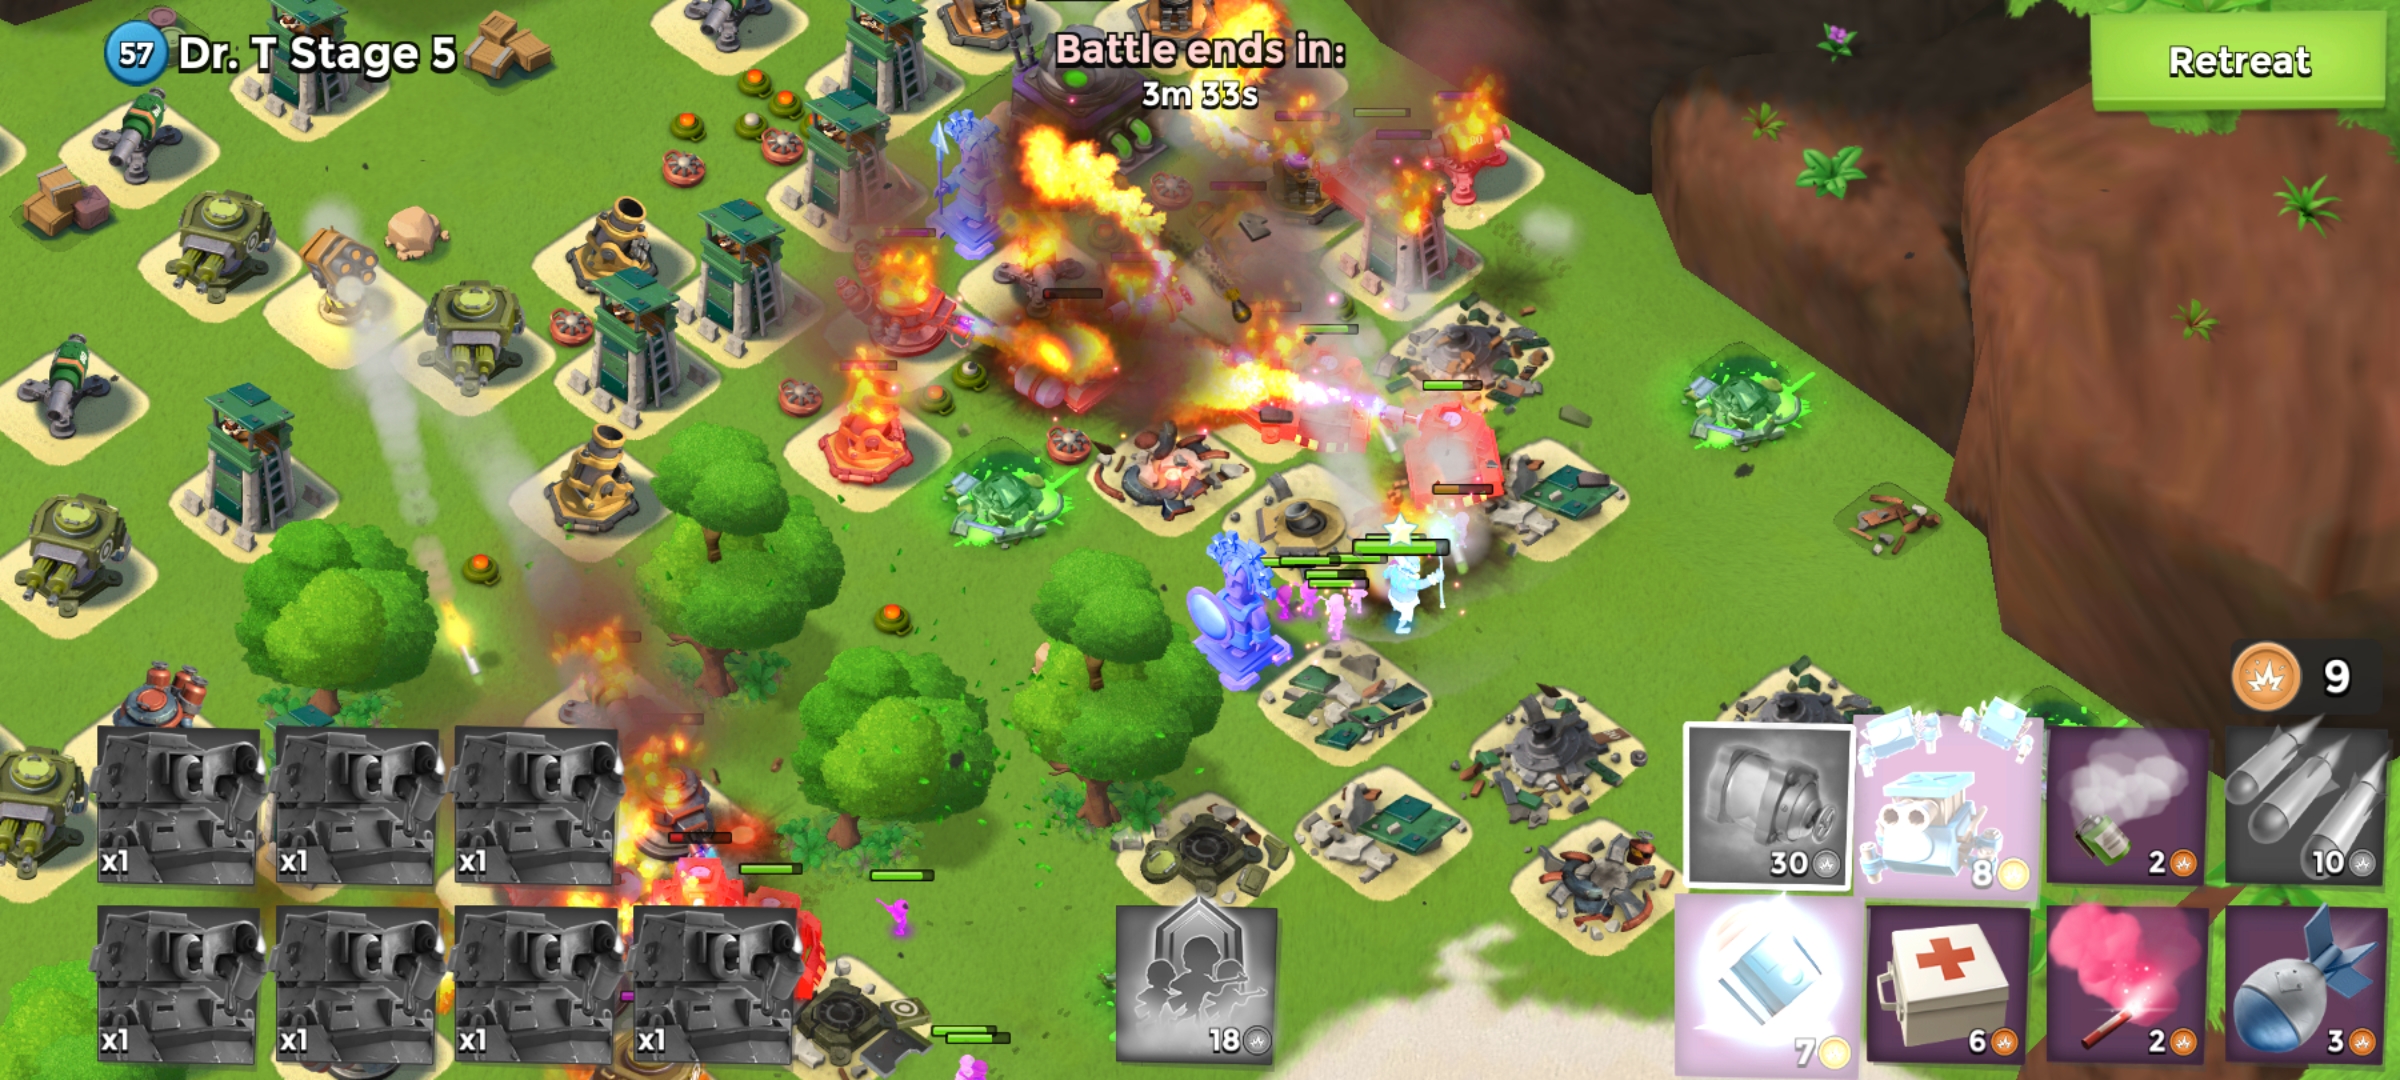 57 Dr. T Stage 5
Battle ends in:
3m 33s
Retreat
9
x1
x1
x1
30
8
2
10
x1
x1
x1
x1
18
7
6
2
3